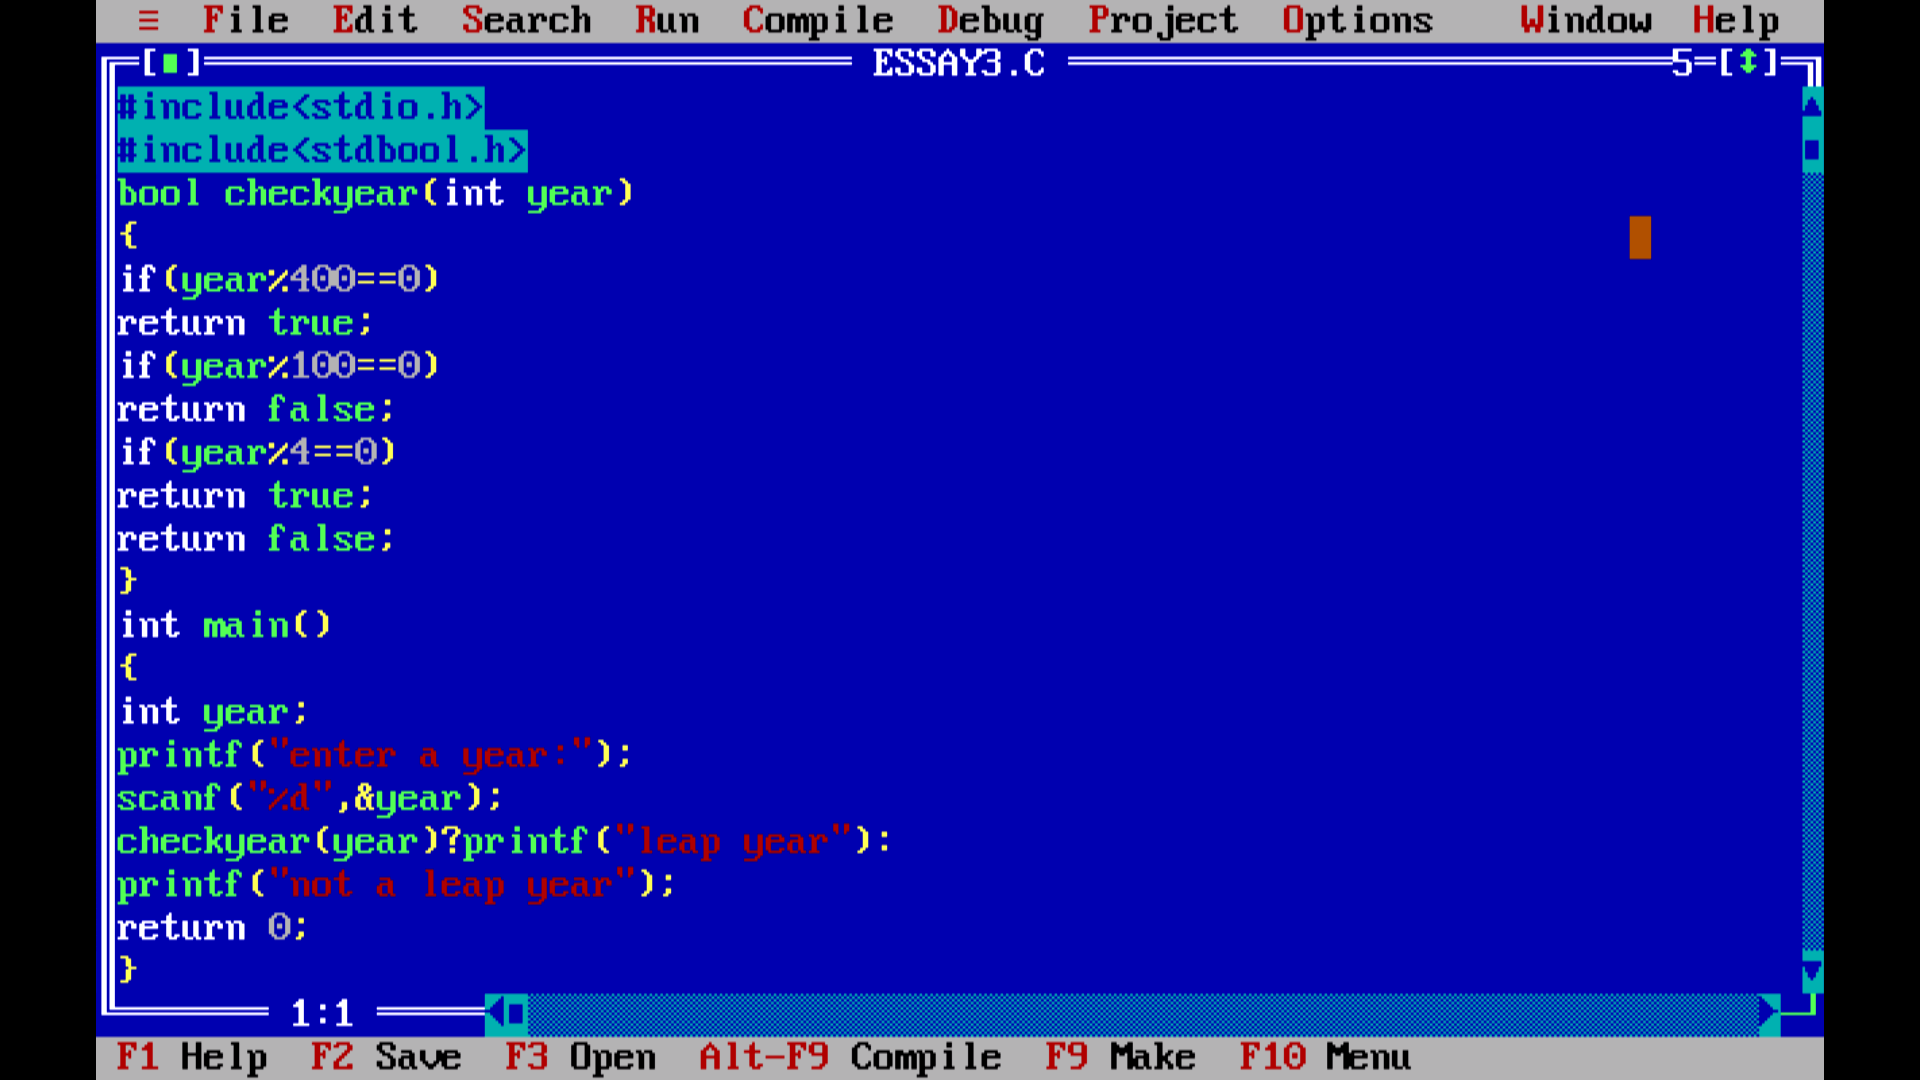 ≡ File Edit Search Run Compile Debug Project Options Window Help
[■] ESSAY3.C 5=[↕]
#include<stdio.h>
#include<stdbool.h>
bool checkyear(int year)
{
if(year%400==0)
return true;
if(year%100==0)
return false;
if(year%4==0)
return true;
return false;
}
int main()
{
int year;
printf("enter a year:");
scanf("%d",&year);
checkyear(year)?printf("leap year"):
printf("not a leap year");
return 0;
}
1:1
F1 Help F2 Save F3 Open Alt-F9 Compile F9 Make F10 Menu